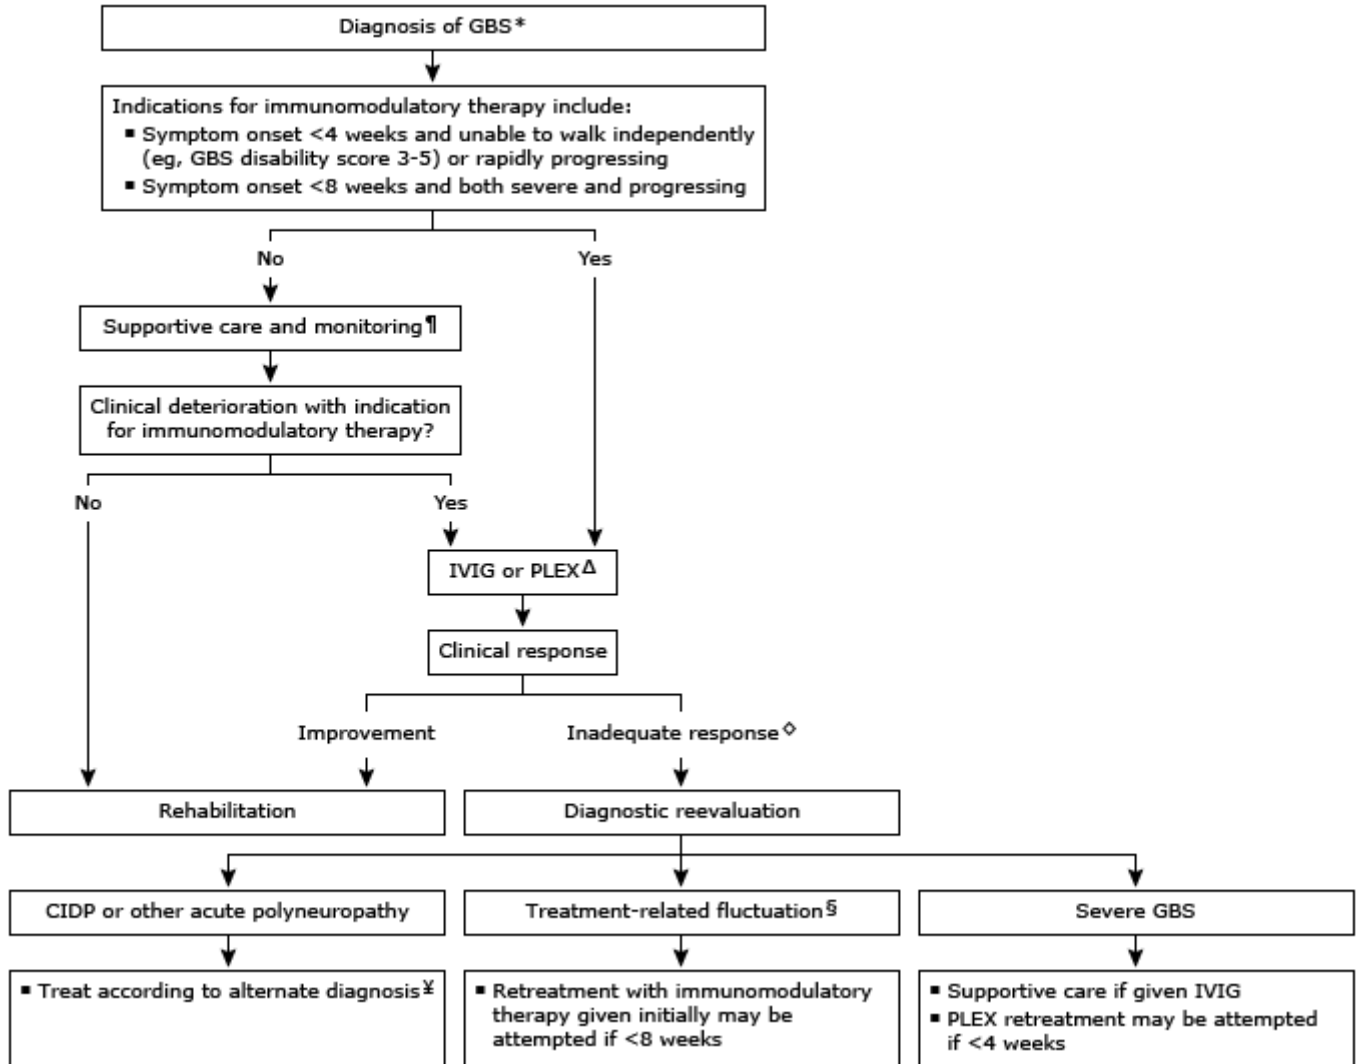 Diagnosis of GBS*
Indications for immunomodulatory therapy include:
▪ Symptom onset <4 weeks and unable to walk independently
(eg, GBS disability score 3-5) or rapidly progressing
▪ Symptom onset <8 weeks and both severe and progressing
No
Yes
Supportive care and monitoring¶
Clinical deterioration with indication
for immunomodulatory therapy?
No
Yes
IVIG or PLEXΔ
Clinical response
Improvement
Inadequate response◇
Rehabilitation
Diagnostic reevaluation
CIDP or other acute polyneuropathy
Treatment-related fluctuation§
Severe GBS
▪ Treat according to alternate diagnosis¥
▪ Retreatment with immunomodulatory
therapy given initially may be
attempted if <8 weeks
▪ Supportive care if given IVIG
▪ PLEX retreatment may be attempted
if <4 weeks